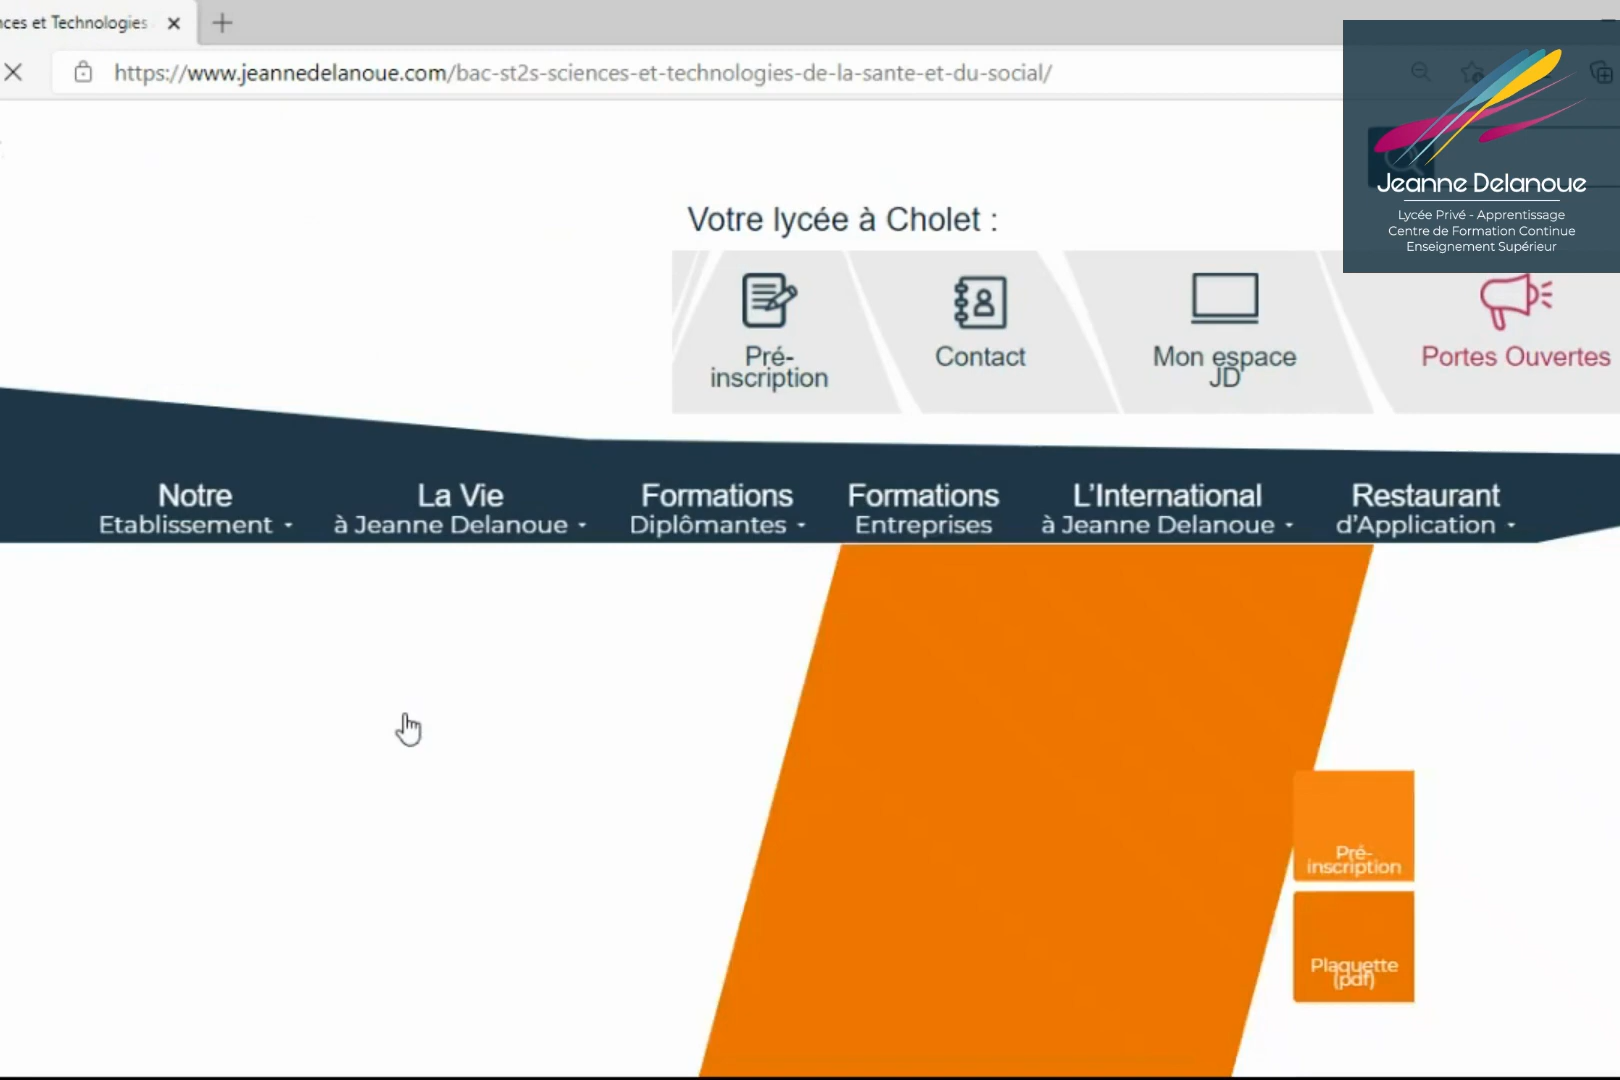 ces et Technologies
https://www.jeannedelanoue.com/bac-st2s-sciences-et-technologies-de-la-sante-et-du-social/
Jeanne Delanoue
Lycée Privé - Apprentissage
Centre de Formation Continue
Enseignement Supérieur
Votre lycée à Cholet :
Pré-
inscription
Contact
Mon espace
JD
Portes Ouvertes
Notre
Etablissement
La Vie
à Jeanne Delanoue
Formations
Diplômantes
Formations
Entreprises
L'International
à Jeanne Delanoue
Restaurant
d'Application
Pré-
inscription
Plaquette
(pdf)